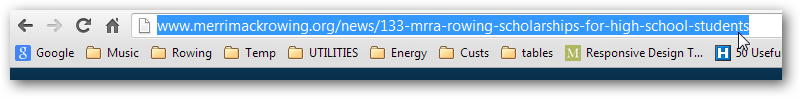 www.merrimackrowing.org/news/133-mrra-rowing-scholarships-for-high-school-students
Google Music Rowing Temp UTILITIES Energy Custs tables M Responsive Design T... H 50 Usefu